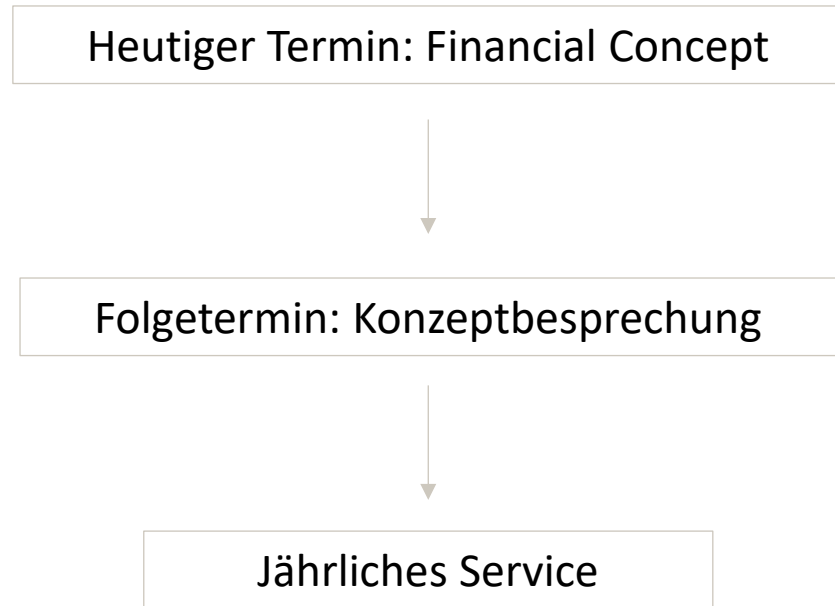 Heutiger Termin: Financial Concept
Folgetermin: Konzeptbesprechung
Jährliches Service